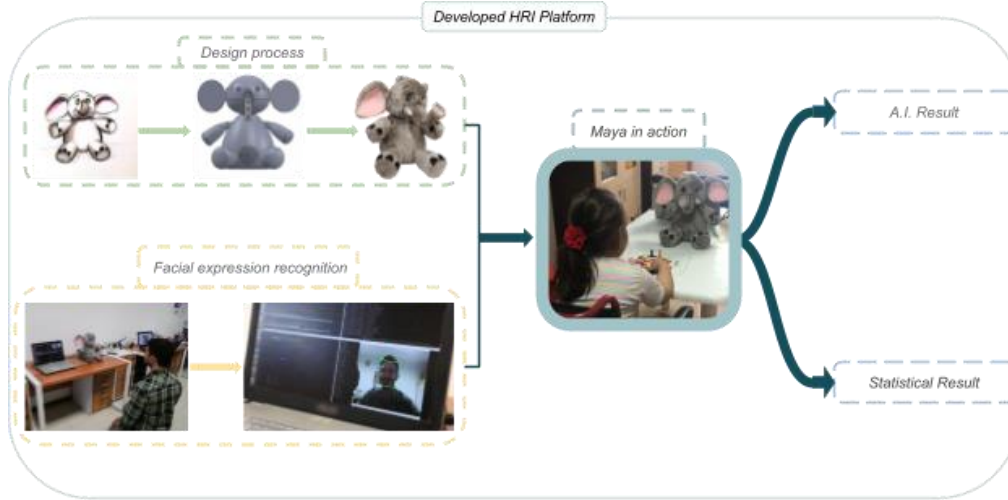 Developed HRI Platform
Design process
Maya in action
A.I. Result
Facial expression recognition
Statistical Result